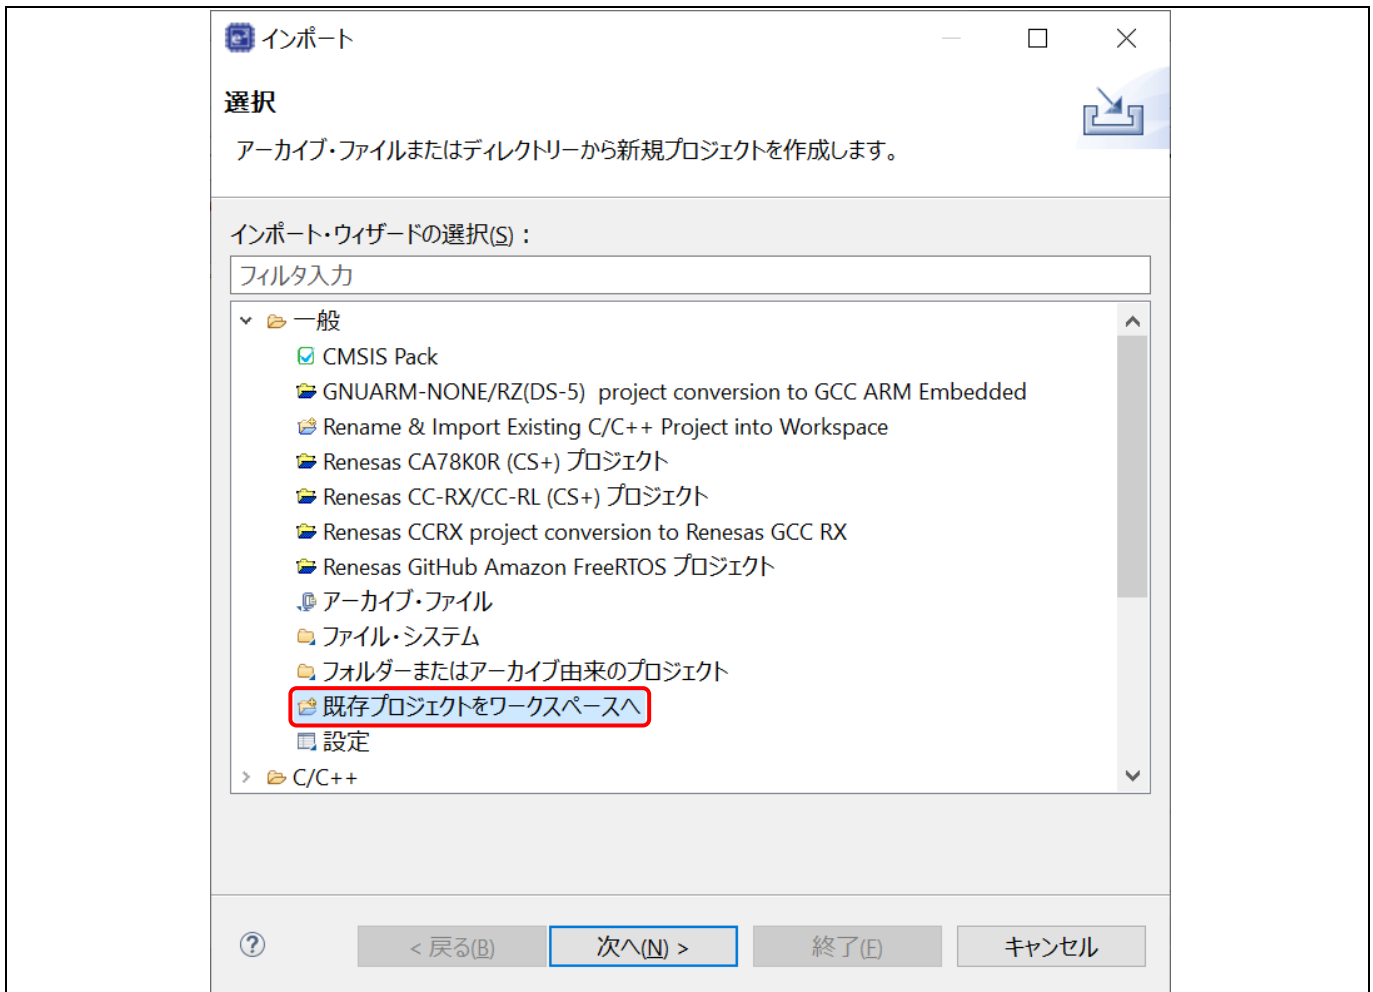 インポート
選択
アーカイブ・ファイルまたはディレクトリーから新規プロジェクトを作成します。
インポート・ウィザードの選択(S)：
フィルタ入力
一般
CMSIS Pack
GNUARM-NONE/RZ(DS-5)  project conversion to GCC ARM Embedded
Rename & Import Existing C/C++ Project into Workspace
Renesas CA78K0R (CS+) プロジェクト
Renesas CC-RX/CC-RL (CS+) プロジェクト
Renesas CCRX project conversion to Renesas GCC RX
Renesas GitHub Amazon FreeRTOS プロジェクト
アーカイブ・ファイル
ファイル・システム
フォルダーまたはアーカイブ由来のプロジェクト
既存プロジェクトをワークスペースへ
設定
C/C++
< 戻る(B) 次へ(N) > 終了(F) キャンセル